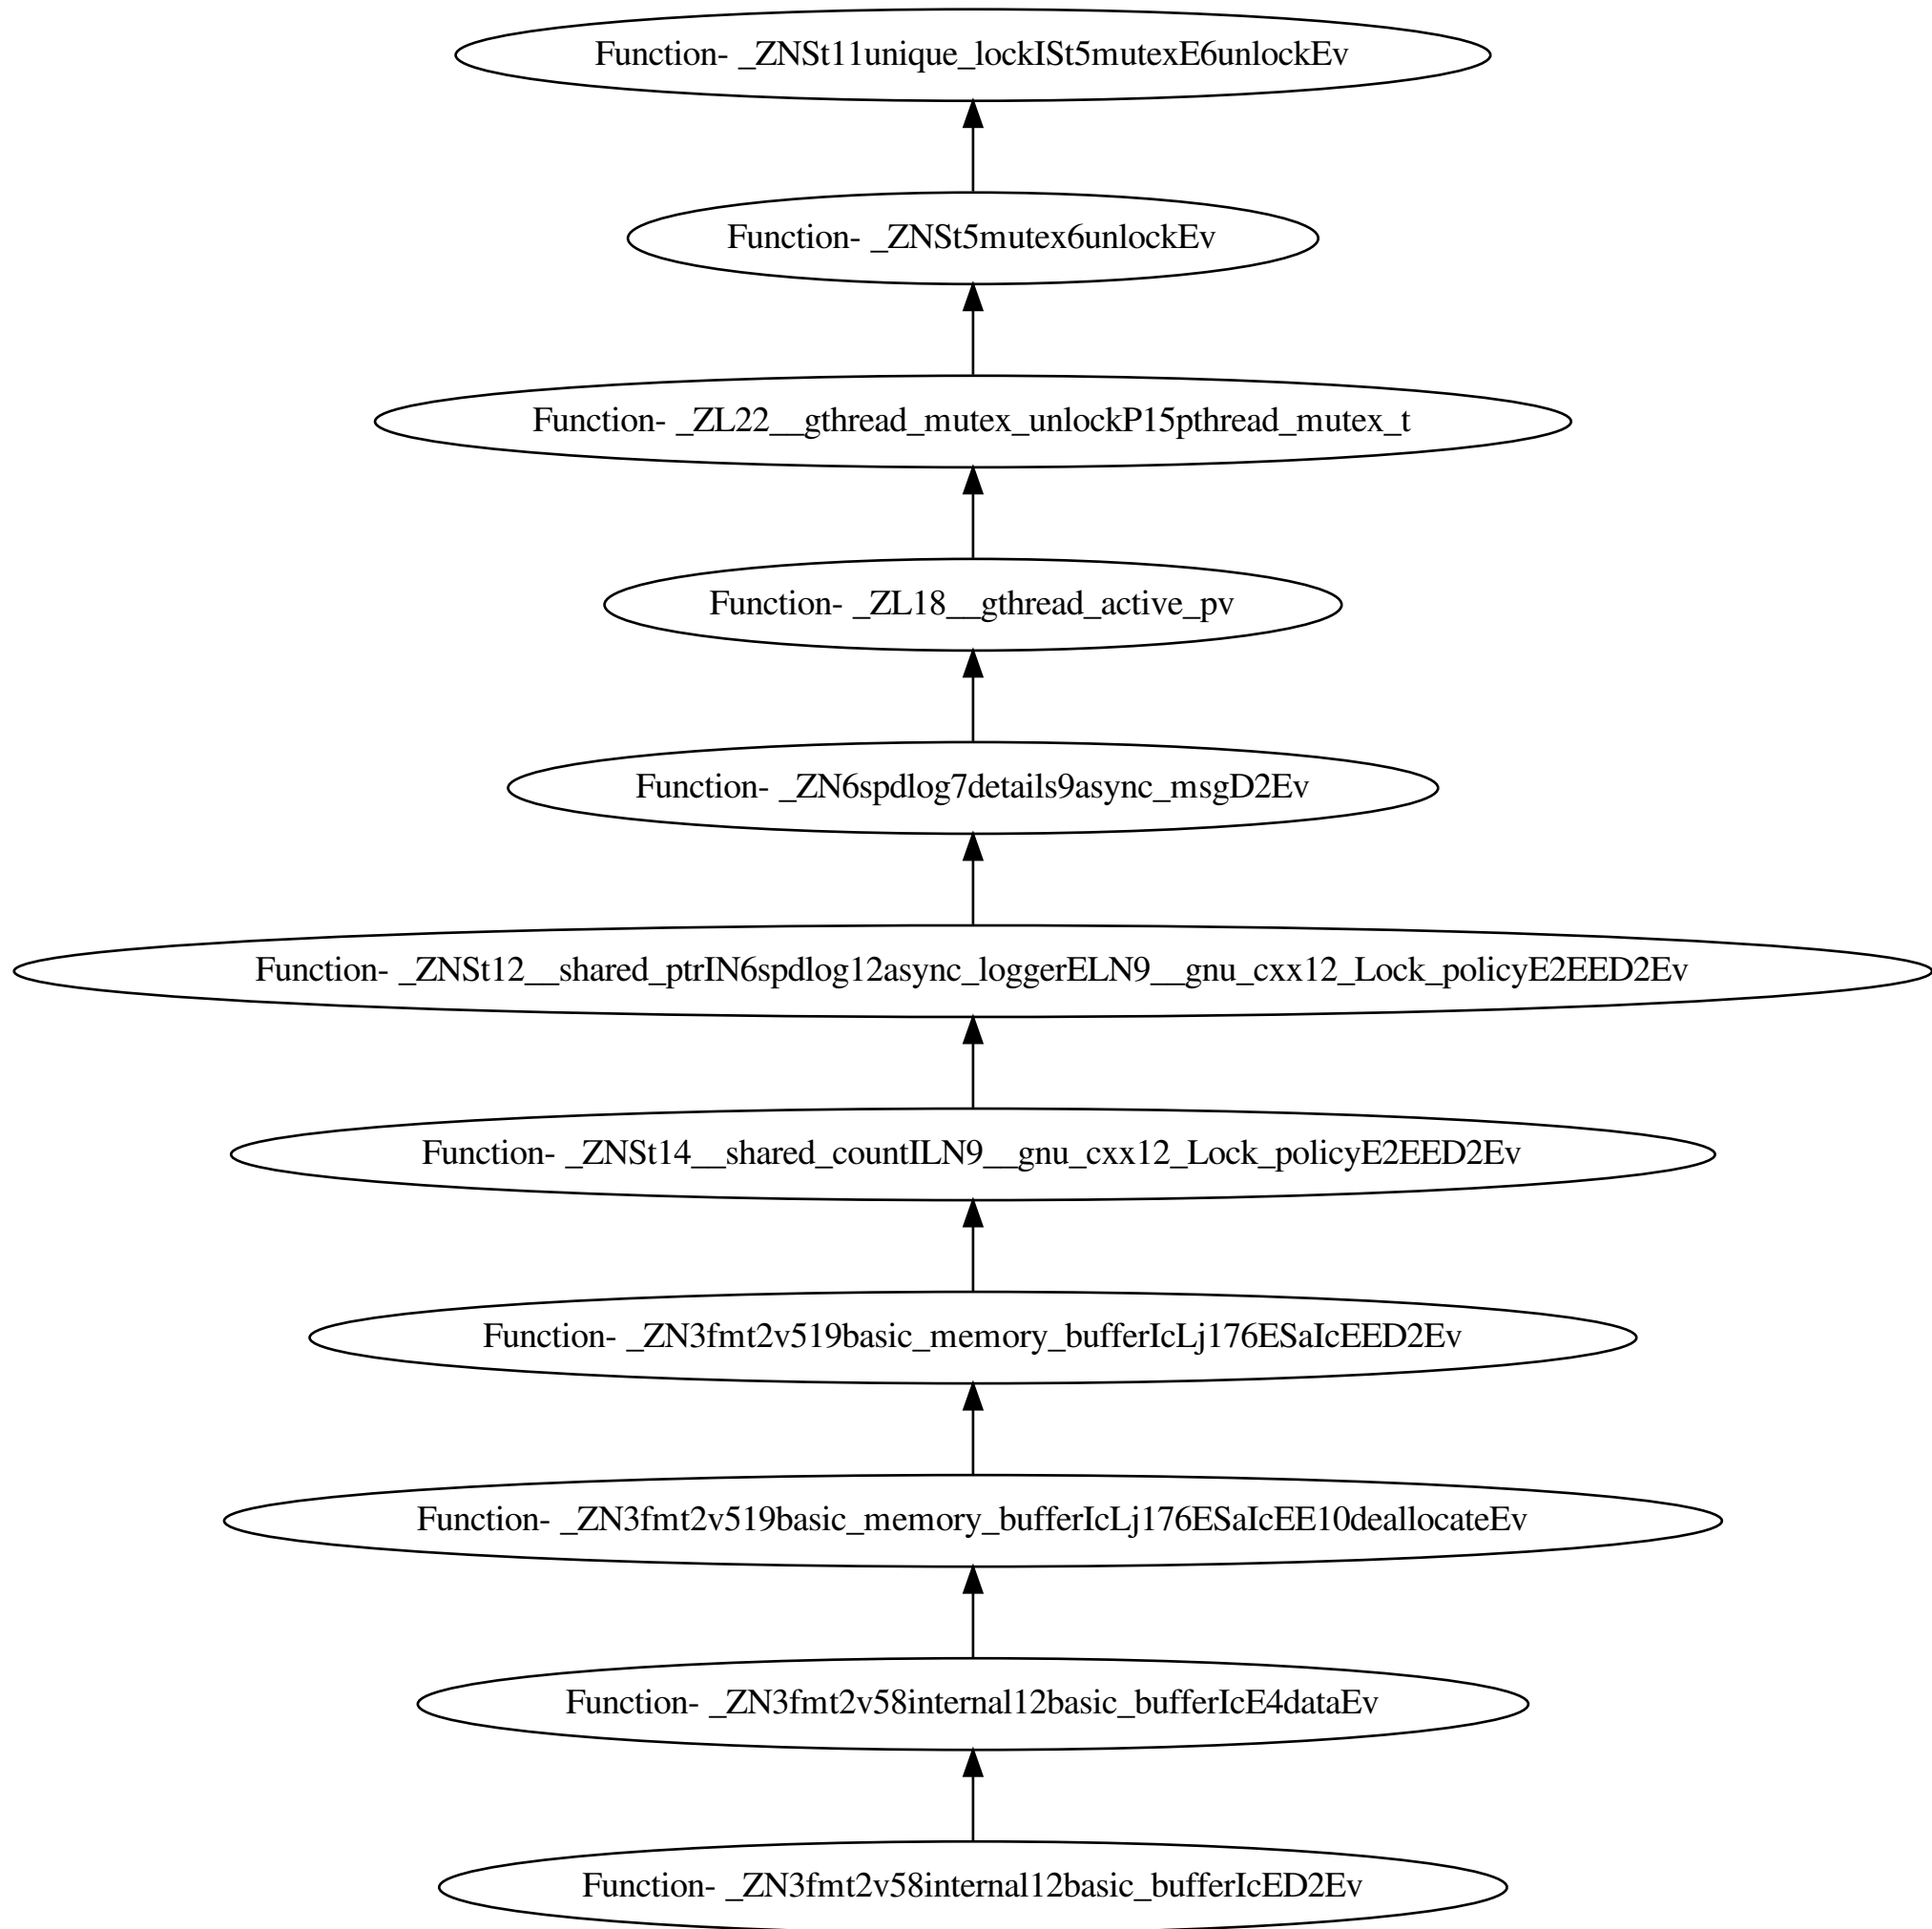 Function- _ZNSt11unique_lockISt5mutexE6unlockEv
Function- _ZNSt5mutex6unlockEv
Function- _ZL22__gthread_mutex_unlockP15pthread_mutex_t
Function- _ZL18__gthread_active_pv
Function- _ZN6spdlog7details9async_msgD2Ev
Function- _ZNSt12__shared_ptrIN6spdlog12async_loggerELN9__gnu_cxx12_Lock_policyE2EED2Ev
Function- _ZNSt14__shared_countILN9__gnu_cxx12_Lock_policyE2EED2Ev
Function- _ZN3fmt2v519basic_memory_bufferIcLj176ESaIcEED2Ev
Function- _ZN3fmt2v519basic_memory_bufferIcLj176ESaIcEE10deallocateEv
Function- _ZN3fmt2v58internal12basic_bufferIcE4dataEv
Function- _ZN3fmt2v58internal12basic_bufferIcED2Ev